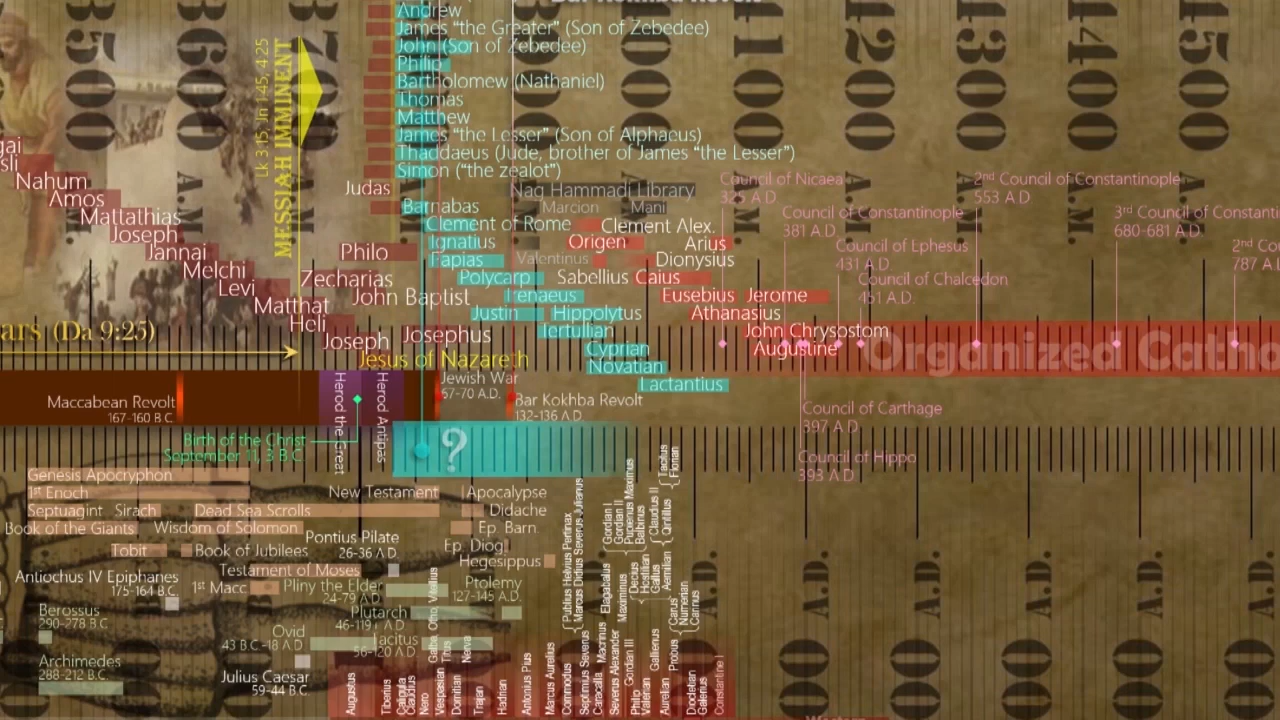 Andrew
James “the Greater” (Son of Zebedee)
John (Son of Zebedee)
Philip
Bartholomew (Nathaniel)
Thomas
Matthew
James “the Lesser” (Son of Alphaeus)
Thaddaeus (Jude, brother of James “the Lesser”)
Simon (“the zealot”)
Judas
Barnabas
Lk 3:15, Jn 1:45, 4:25
MESSIAH IMMINENT
Nahum
Amos
Mattathias
Joseph
Jannai
Melchi
Levi
Matthat
Heli
Joseph
Philo
Zecharias
John Baptist
Josephus
Jesus of Nazareth
Nag Hammadi Library
Marcion
Mani
Clement of Rome
Clement Alex.
Ignatius
Origen
Arius
Papias
Valentinus
Dionysius
Polycarp
Sabellius
Caius
Irenaeus
Eusebius
Jerome
Justin
Hippolytus
Athanasius
Tertullian
John Chrysostom
Cyprian
Augustine
Novatian
Lactantius
Council of Nicaea
325 A.D
Council of Constantinople
381 A.D.
Council of Ephesus
431 A.D.
Council of Chalcedon
451 A.D.
2nd Council of Constantinople
553 A.D
3rd Council of Constanti
680-681 A.D.
2nd Co
787 A.D
Organized Catho
Council of Carthage
397 A.D.
Council of Hippo
393 A.D
ars (Da 9:25)
Maccabean Revolt
167-160 B.C.
Herod the Great
Herod Antipas
Jewish War
67-70 A.D.
Bar Kokhba Revolt
132-136 A.D
Birth of the Christ
September 11, 3 B.C.
?
Genesis Apocryphon
1st Enoch
New Testament
Apocalypse
Septuagint
Sirach
Dead Sea Scrolls
Didache
Book of the Giants
Wisdom of Solomon
Ep. Barn.
Pontius Pilate
26-36 A.D.
Ep. Diog.
Tobit
Book of Jubilees
Hegesippus
Testament of Moses
Antiochus IV Epiphanes
175-164 B.C.
1st Macc
Pliny the Elder
24-79 A.D.
Ptolemy
127-145 A.D.
Berossus
290-278 B.C
Plutarch
46-119 A.D
Ovid
43 B.C.-18 A.D
Tacitus
56-120 A.D
Archimedes
288-212 B.C.
Julius Caesar
59-44 B.C.
Augustus
Tiberius
Caligula
Claudius
Nero
Galba
Otto
Vitellius
Vespasian
Titus
Domitian
Nerva
Trajan
Hadrian
Antonius Pius
Marcus Aurelius
Commodus
Publius Helvius Pertinax
Marcus Didius Severus Julianus
Septimius Severus
Caracalla
Macrinus
Elagabalus
Severus Alexander
Maximinus
Gordian I
Gordian II
Pupienus Maximus
Balbinus
Gordian III
Philip
Decius
Hostilian
Gallus
Aemilian
Valerian
Gallienus
Claudius II
Quintillus
Aurelian
Tacitus
Florian
Probus
Carus
Numerian
Carinus
Diocletian
Galerius
Constantine I